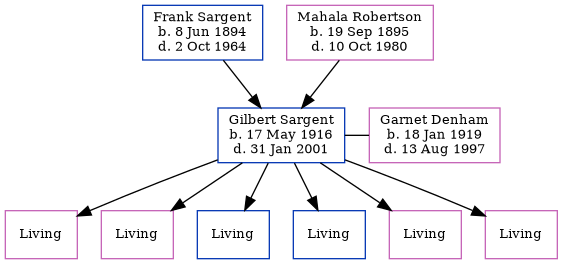 Frank Sargent
b. 8 Jun 1894
d. 2 Oct 1964
Mahala Robertson
b. 19 Sep 1895
d. 10 Oct 1980
Gilbert Sargent
b. 17 May 1916
d. 31 Jan 2001
Garnet Denham
b. 18 Jan 1919
d. 13 Aug 1997
Living
Living
Living
Living
Living
Living